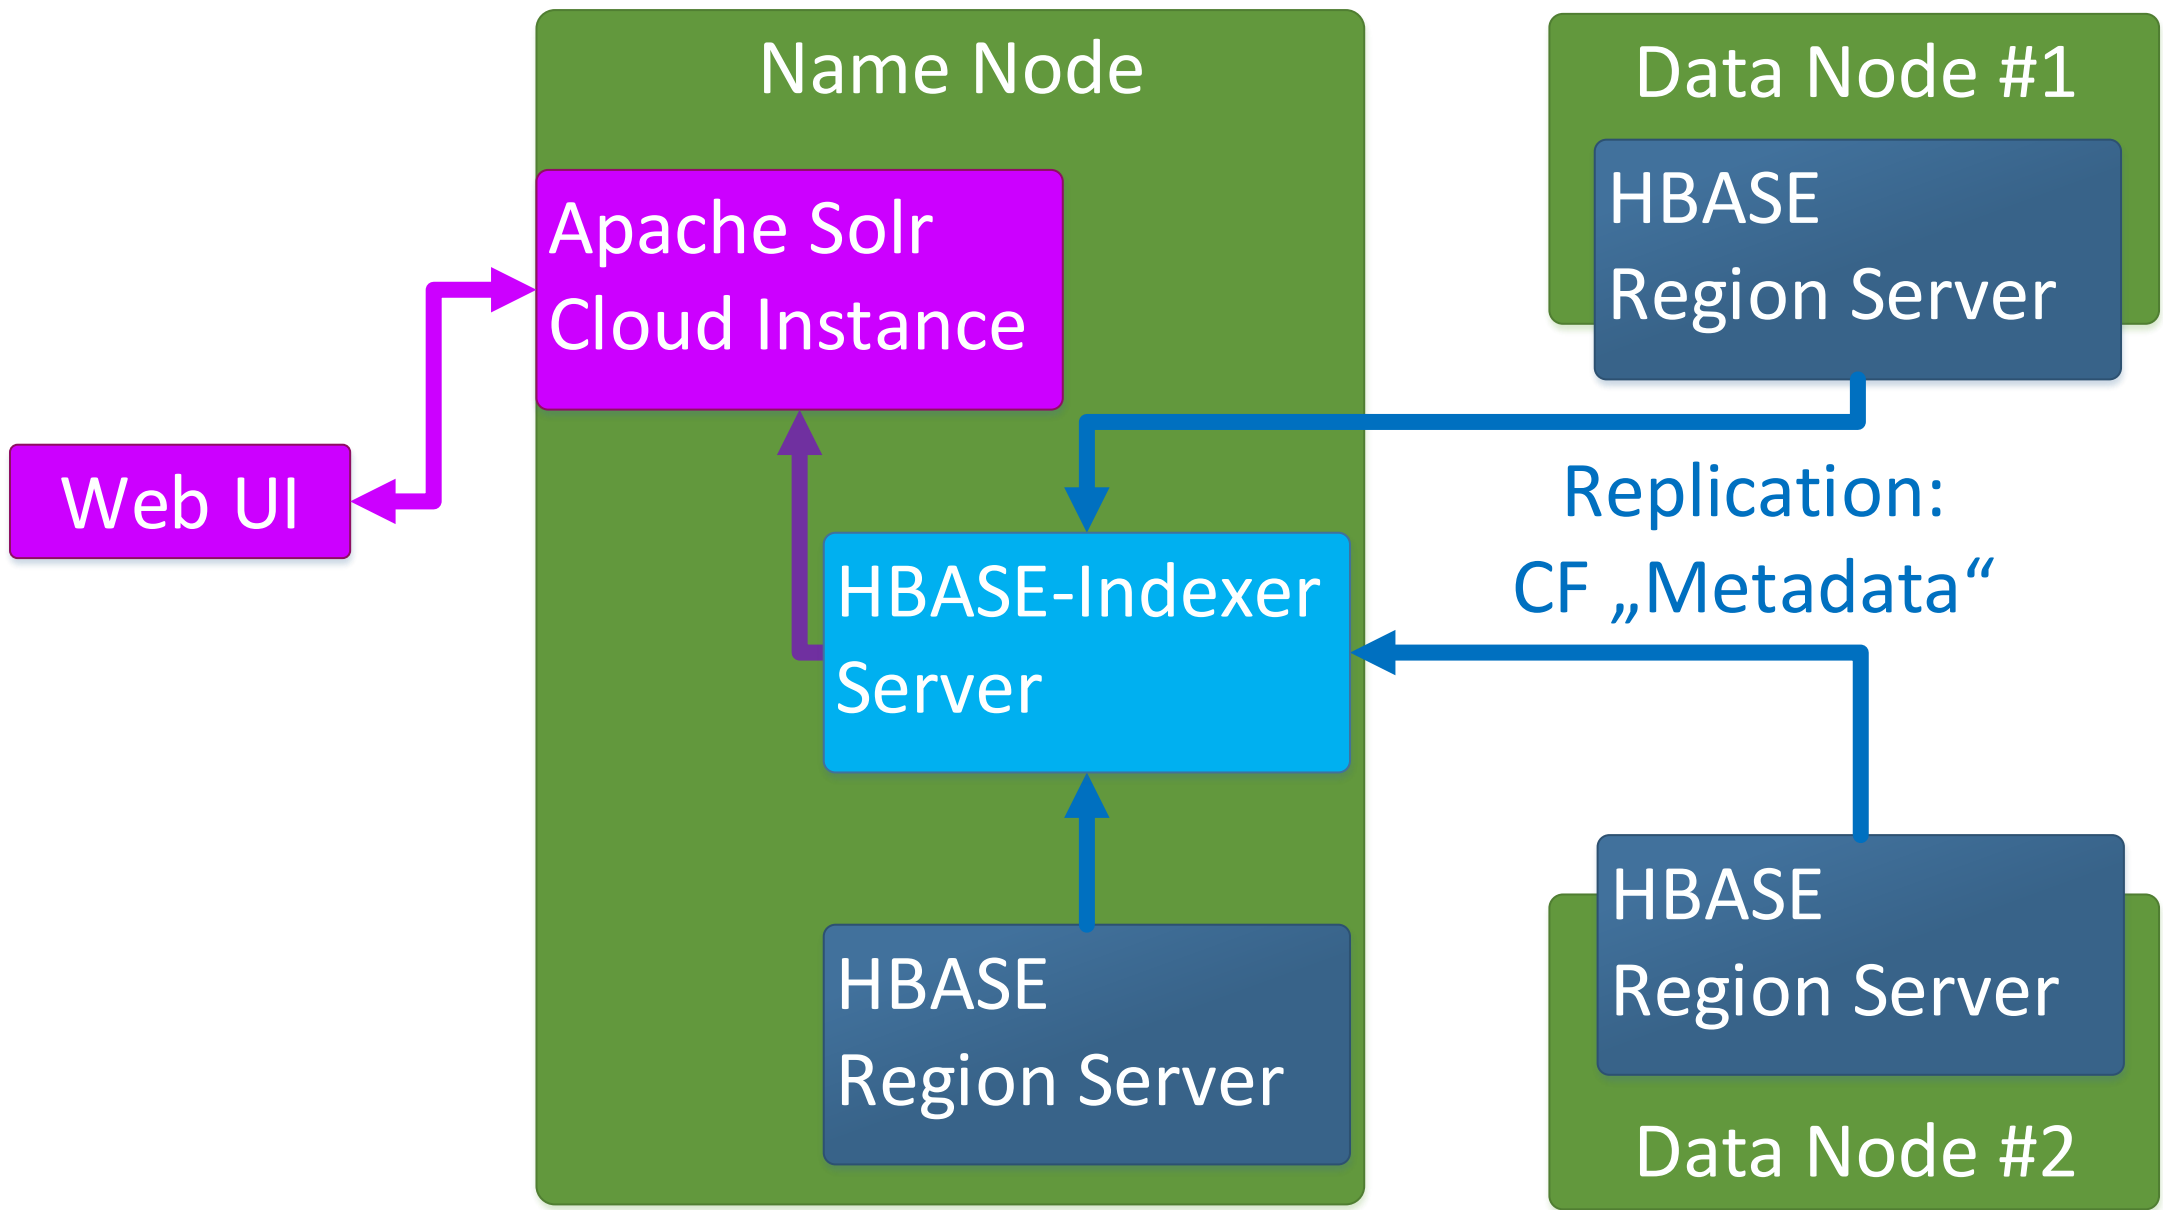 Name Node
Apache Solr
Cloud Instance
Web UI
HBASE-Indexer
Server
HBASE
Region Server
Data Node #1
HBASE
Region Server
Replication:
CF „Metadata“
HBASE
Region Server
Data Node #2